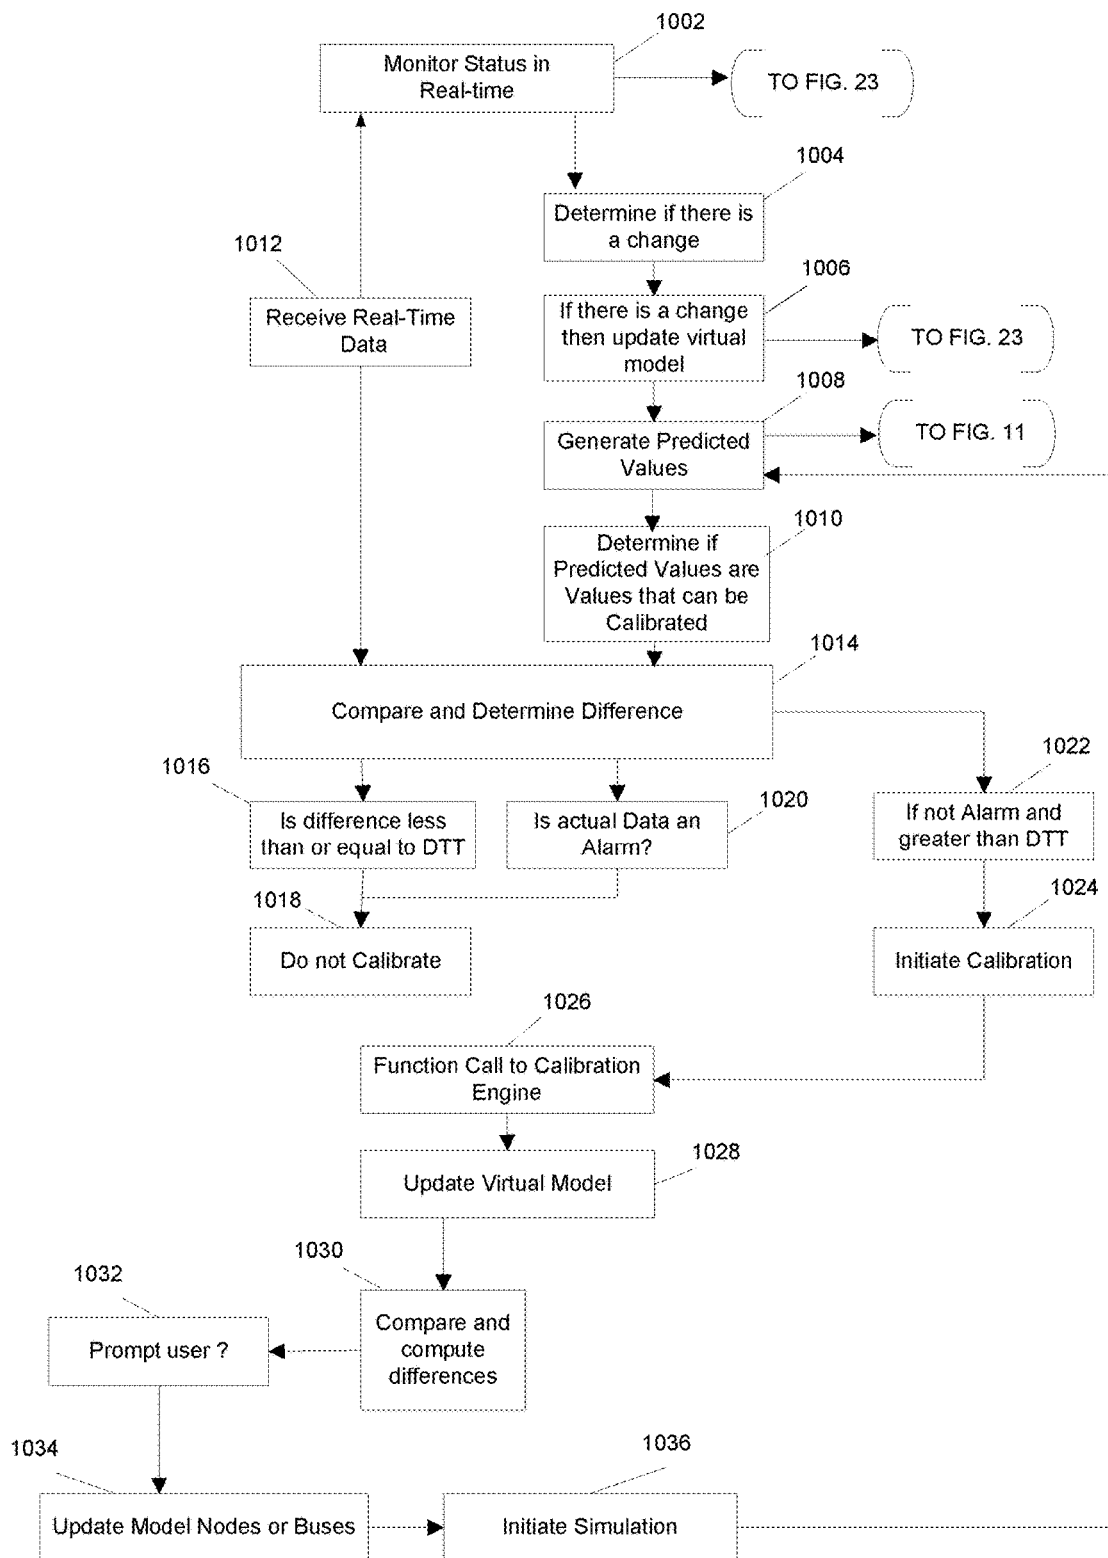 1002
Monitor Status in
Real-time
TO FIG. 23
1004
Determine if there is
a change
1012
Receive Real-Time
Data
1006
If there is a change
then update virtual
model
TO FIG. 23
1008
Generate Predicted
Values
TO FIG. 11
1010
Determine if
Predicted Values are
Values that can be
Calibrated
1014
Compare and Determine Difference
1016
Is difference less
than or equal to DTT
Is actual Data an
Alarm?
1020
1022
If not Alarm and
greater than DTT
1018
Do not Calibrate
1024
Initiate Calibration
1026
Function Call to Calibration
Engine
1028
Update Virtual Model
1030
Compare and
compute
differences
1032
Prompt user ?
1034
Update Model Nodes or Buses
1036
Initiate Simulation